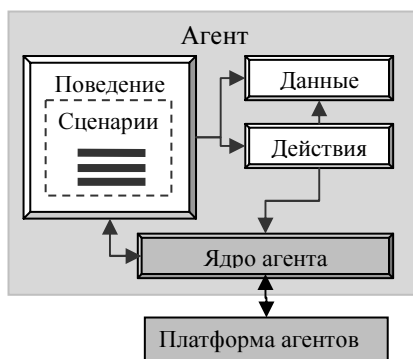 Агент
Поведение
Сценарии
Данные
Действия
Ядро агента
Платформа агентов